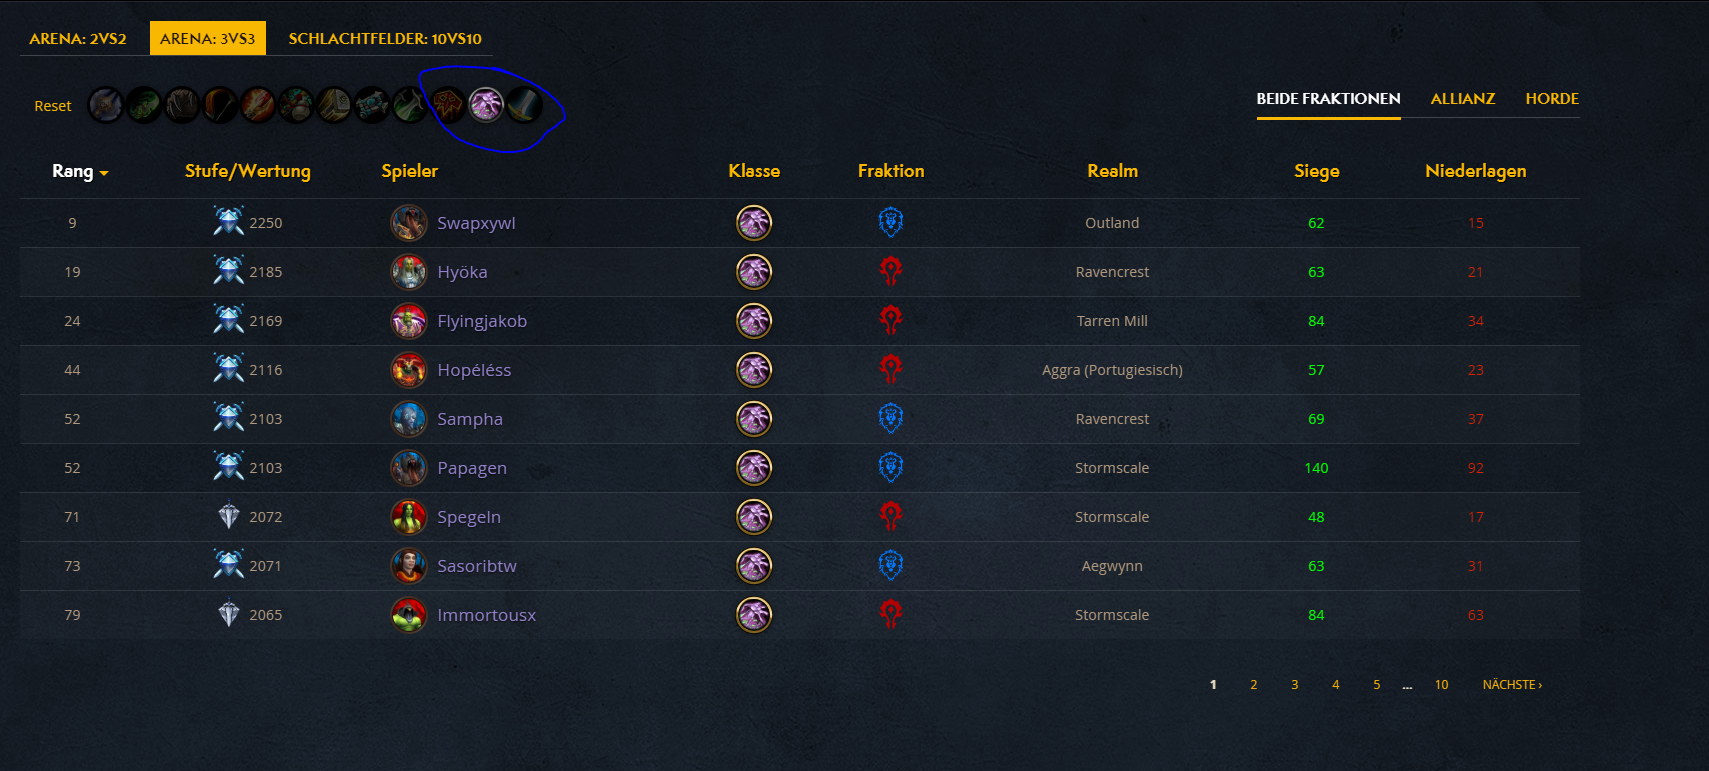 ARENA: 2VS2 ARENA: 3VS3 SCHLACHTFELDER: 10VS10
Reset BEIDE FRAKTIONEN ALLIANZ HORDE
Rang Stufe/Wertung Spieler Klasse Fraktion Realm Siege Niederlagen
9 2250 Swapxywl Outland 62 15
19 2185 Hyöka Ravencrest 63 21
24 2169 Flyingjakob Tarren Mill 84 34
44 2116 Hopéléss Aggra (Portugiesisch) 57 23
52 2103 Sampha Ravencrest 69 37
52 2103 Papagen Stormscale 140 92
71 2072 Spegeln Stormscale 48 17
73 2071 Sasoribtw Aegwynn 63 31
79 2065 Immortousx Stormscale 84 63
1 2 3 4 5 ... 10 NÄCHSTE ›